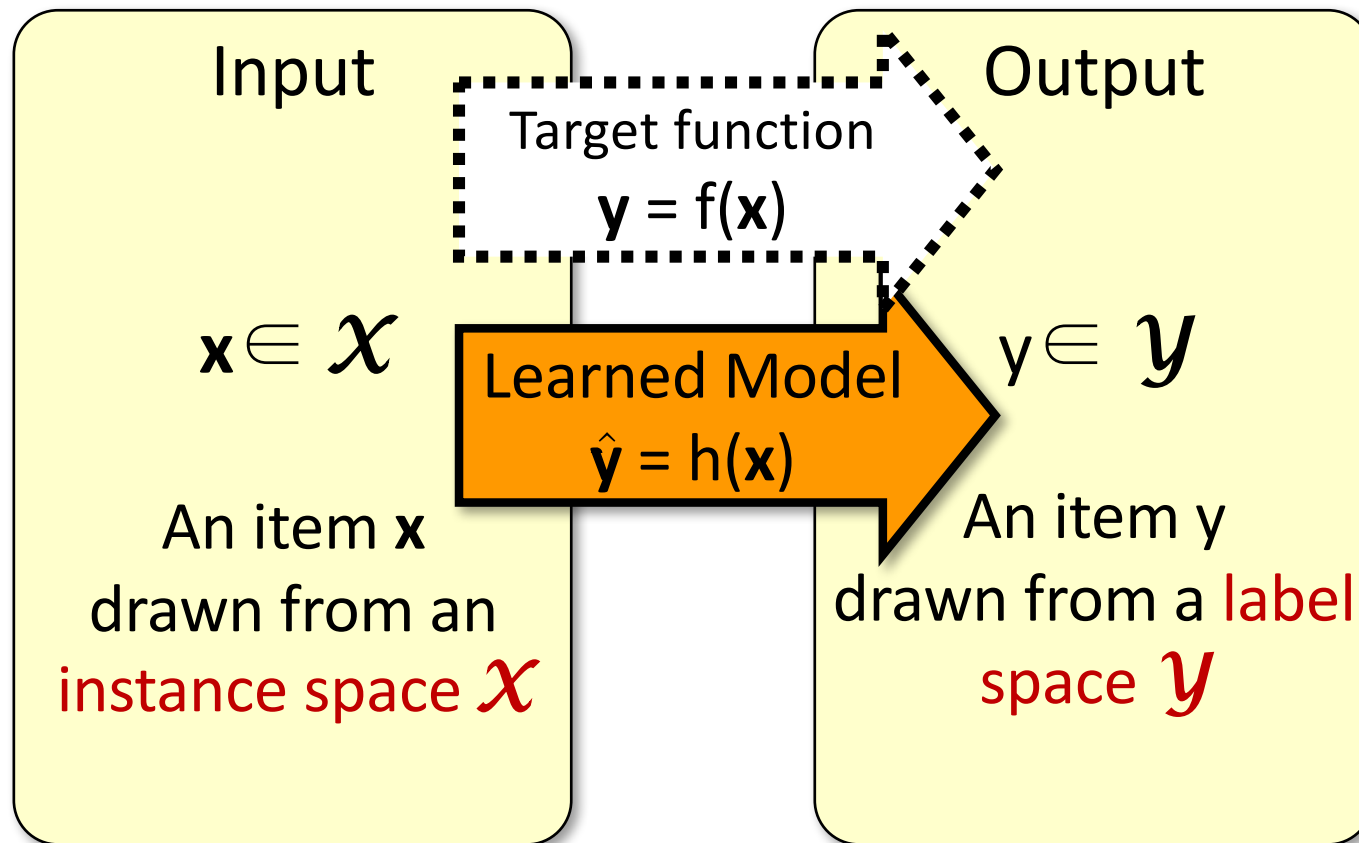 Input
x ∈ 𝒳
An item x
drawn from an
instance space 𝒳
Target function
y = f(x)
Learned Model
ŷ = h(x)
Output
y ∈ 𝒴
An item y
drawn from a label
space 𝒴